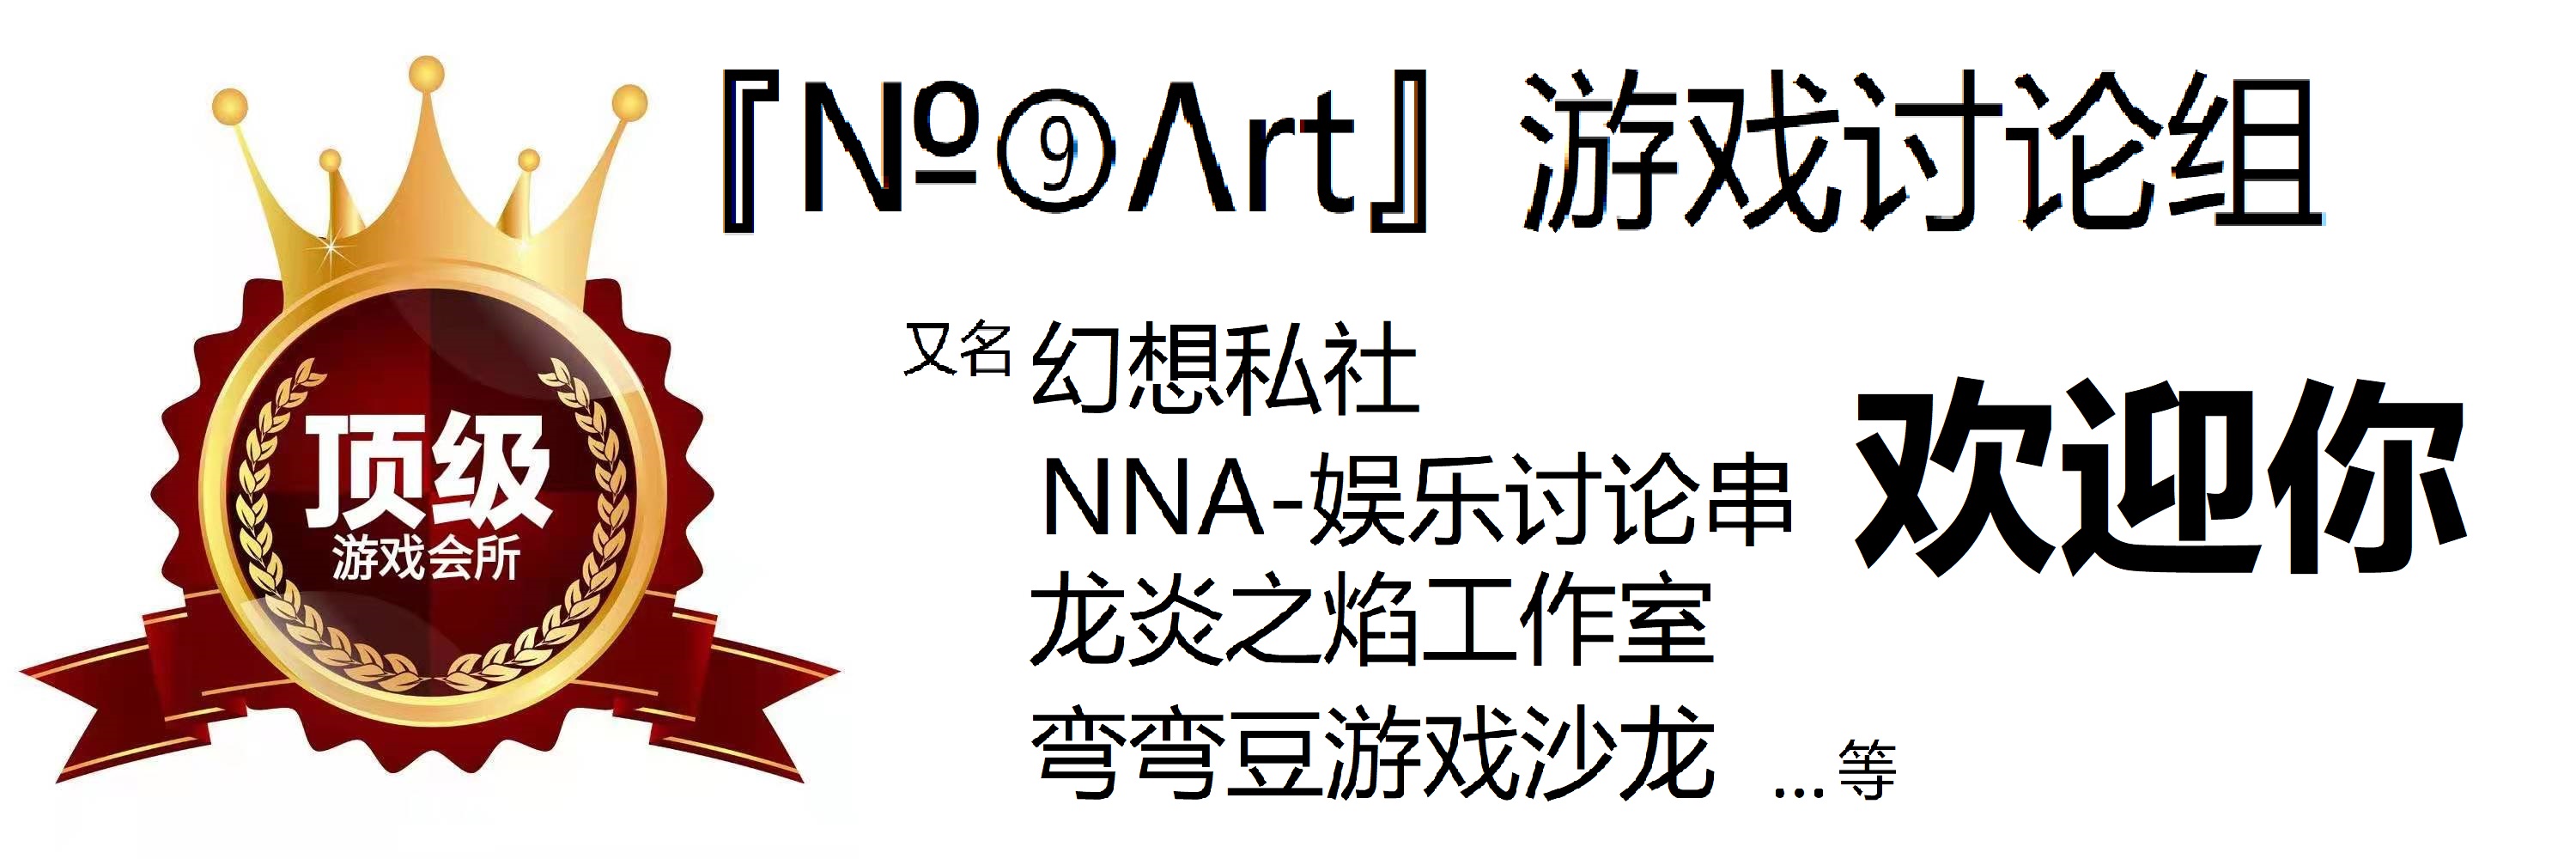 『№⑨Λrt』 游戏讨论组
又名 幻想私社
NNA-娱乐讨论串
龙炎之焰工作室
弯弯豆游戏沙龙 ...等
欢迎你
顶级
游戏会所